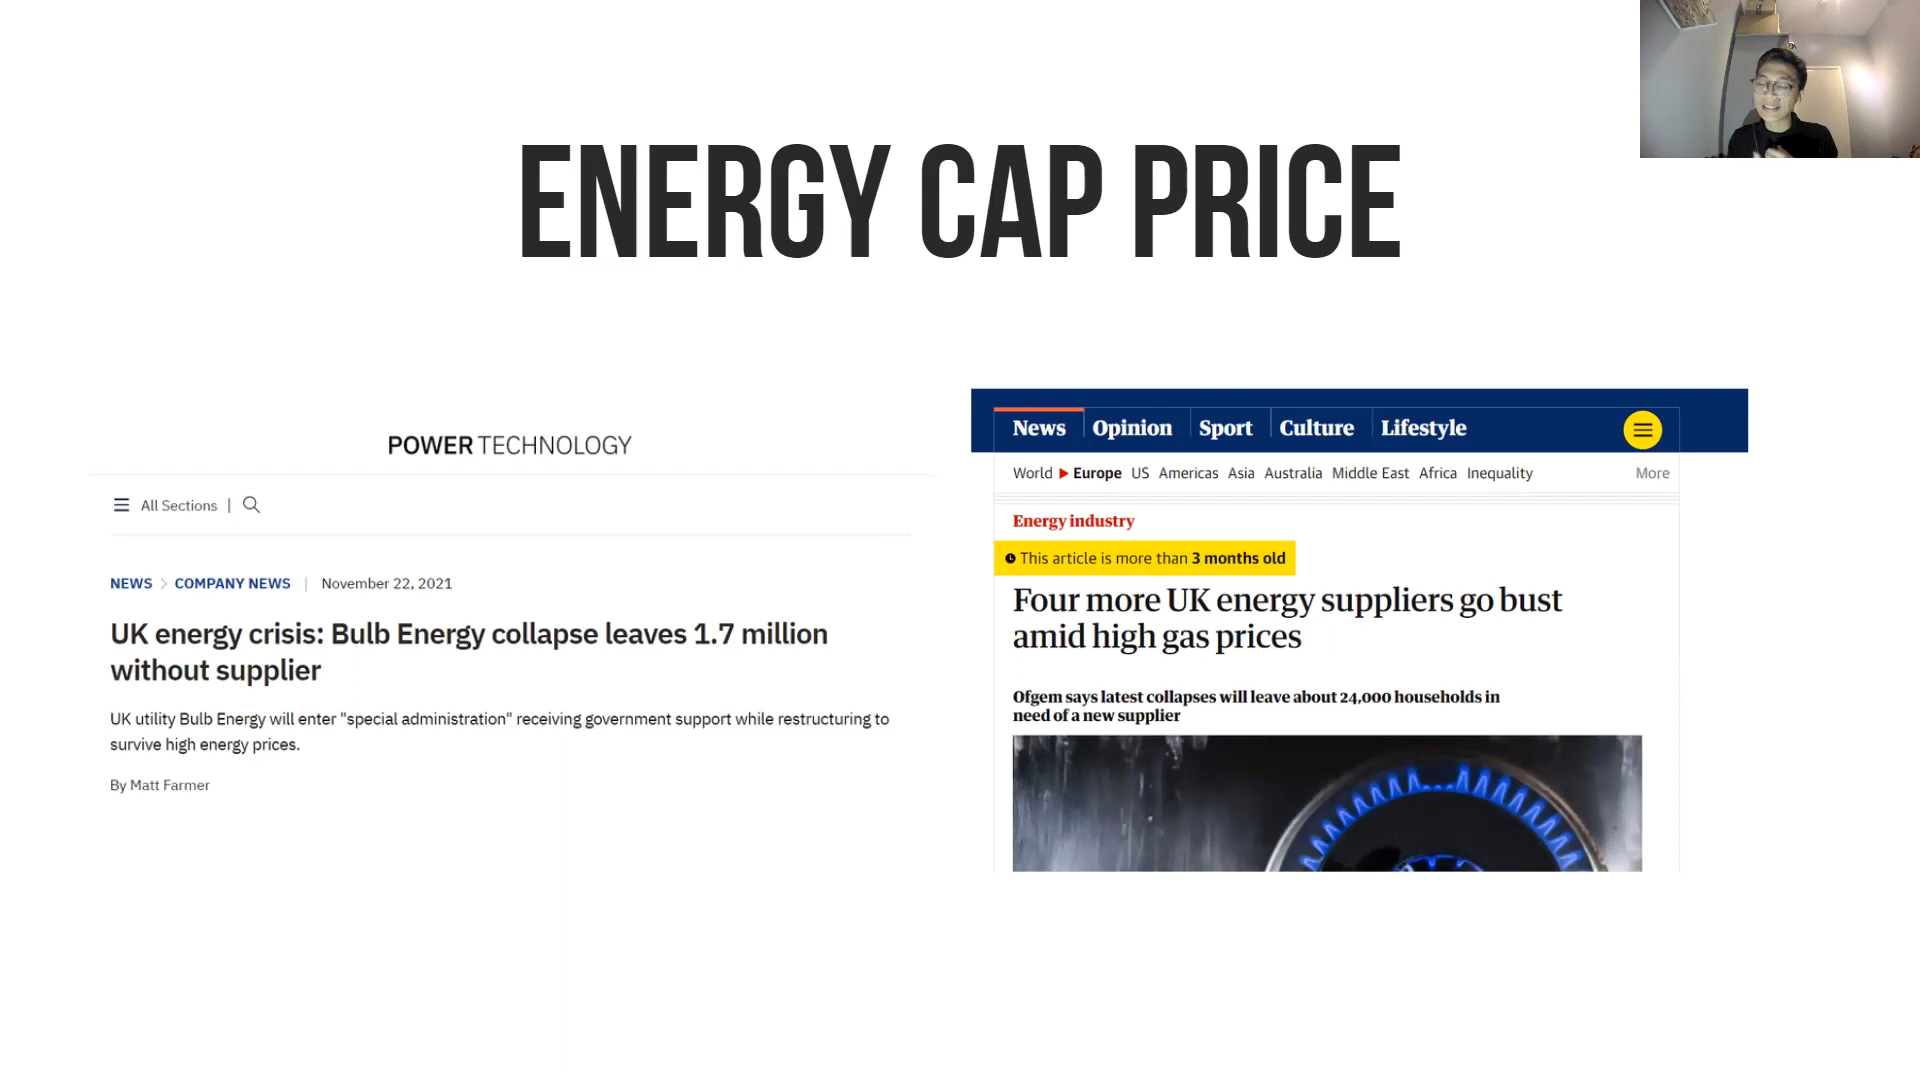 ENERGY CAP PRICE
POWER TECHNOLOGY
All Sections |
NEWS > COMPANY NEWS | November 22, 2021
UK energy crisis: Bulb Energy collapse leaves 1.7 million
without supplier
UK utility Bulb Energy will enter "special administration" receiving government support while restructuring to
survive high energy prices.
By Matt Farmer
News Opinion Sport Culture Lifestyle
World ▶ Europe US Americas Asia Australia Middle East Africa Inequality More
Energy industry
This article is more than 3 months old
Four more UK energy suppliers go bust
amid high gas prices
Ofgem says latest collapses will leave about 24,000 households in
need of a new supplier